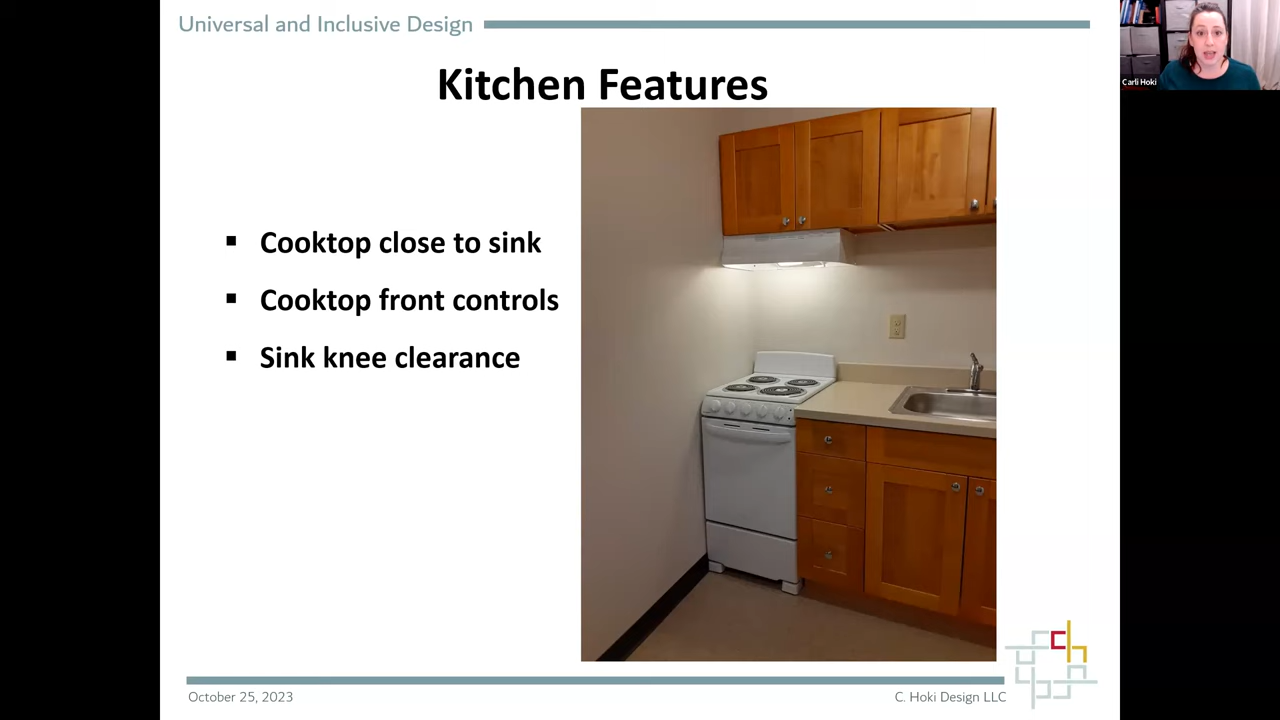 Universal and Inclusive Design
Kitchen Features
Cooktop close to sink
Cooktop front controls
Sink knee clearance
October 25, 2023
C. Hoki Design LLC
ch
Carli Hoki